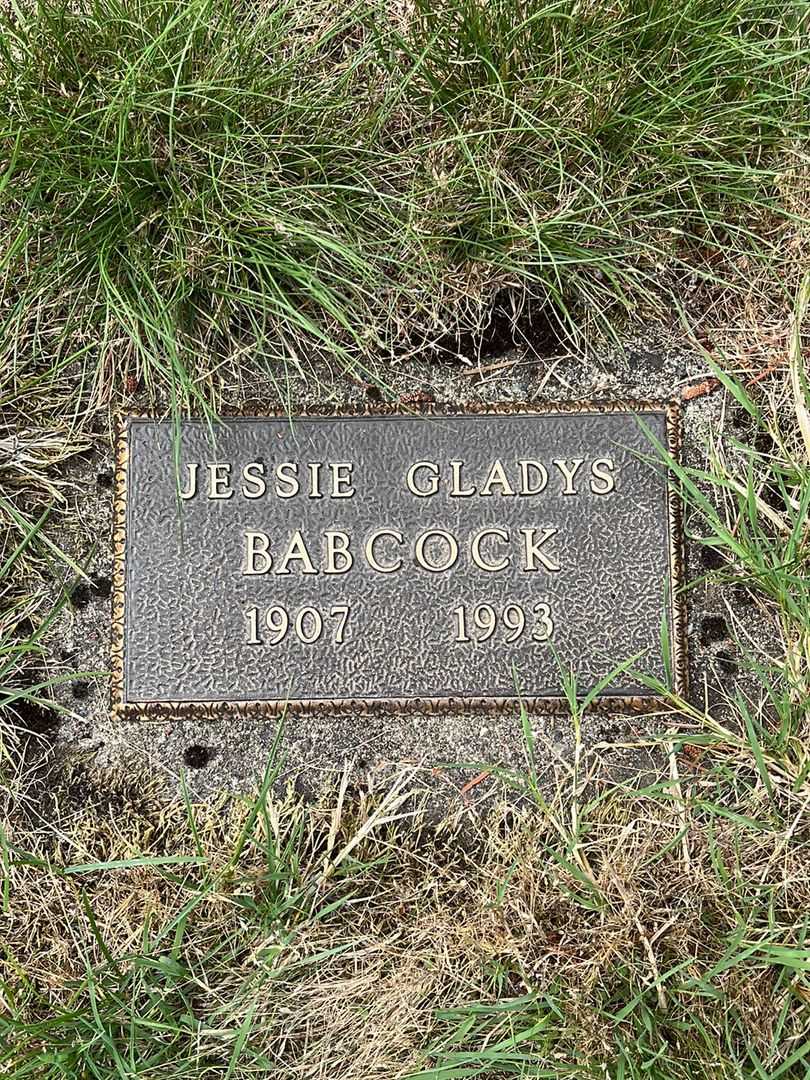 JESSIE GLADYS
BABCOCK
1907 1993